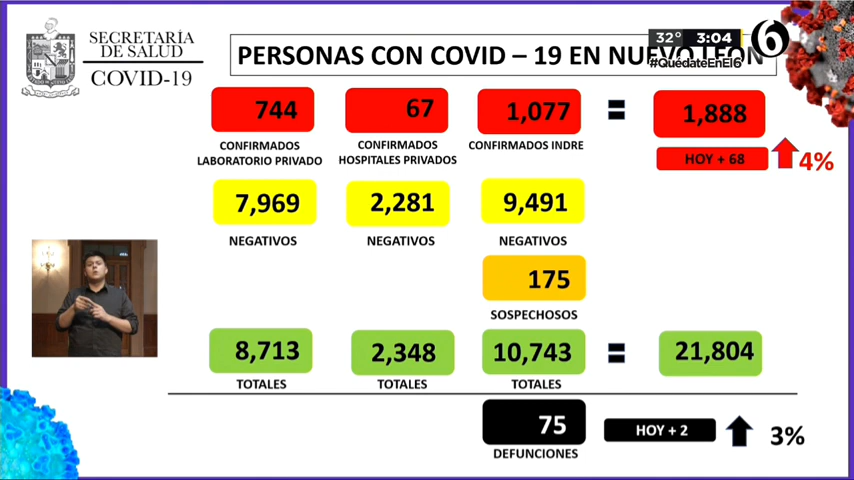 SECRETARÍA
DE SALUD
COVID-19
PERSONAS CON COVID – 19 EN NUEVO LEÓN
32° 3:04
#QuédateEnEl6
6
744 67 1,077 = 1,888
CONFIRMADOS
LABORATORIO PRIVADO
CONFIRMADOS
HOSPITALES PRIVADOS
CONFIRMADOS INDRE
HOY + 68 4%
7,969 2,281 9,491
NEGATIVOS NEGATIVOS NEGATIVOS
175
SOSPECHOSOS
8,713 2,348 10,743 = 21,804
TOTALES TOTALES TOTALES
75 HOY + 2 3%
DEFUNCIONES